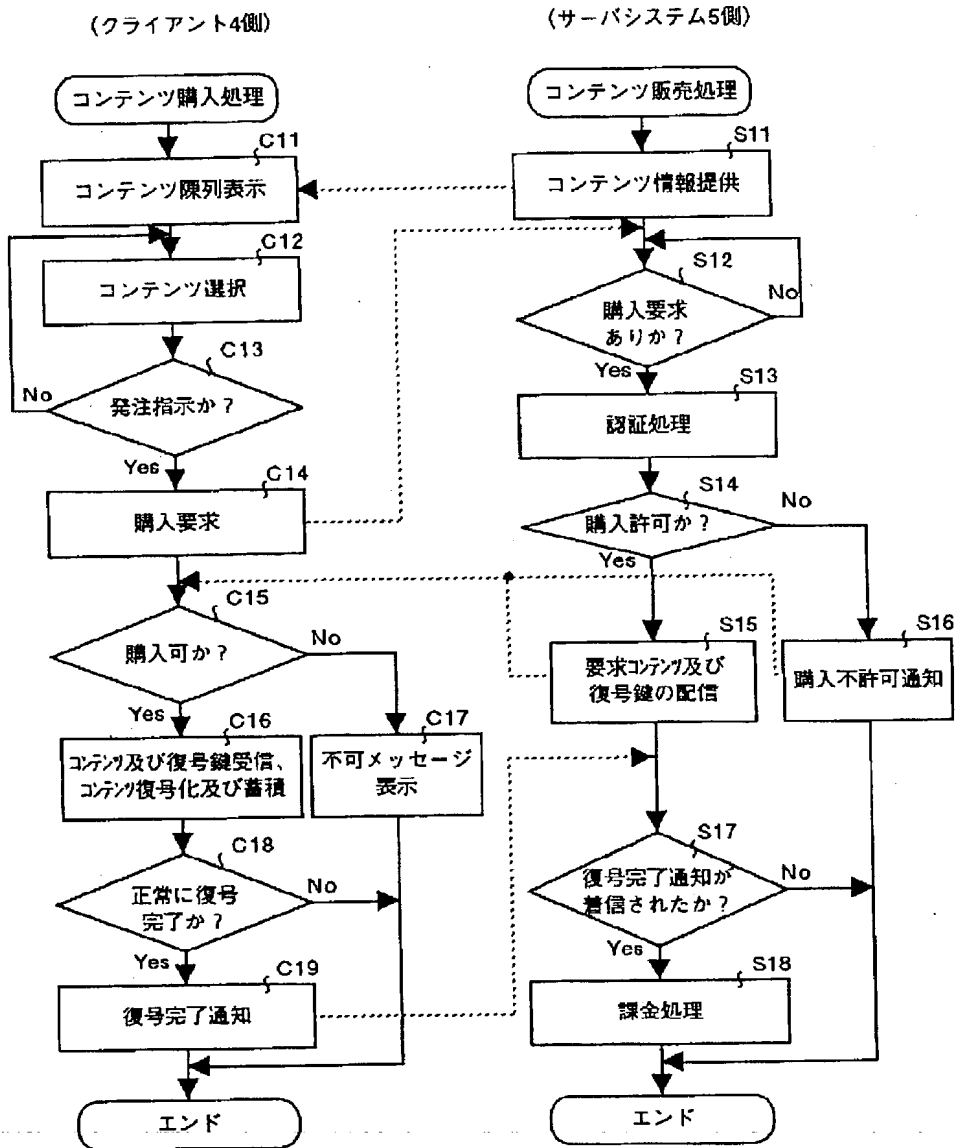 (クライアント4側)
コンテンツ購入処理
C11
コンテンツ陳列表示
C12
コンテンツ選択
C13
発注指示か?
No
Yes
C14
購入要求
C15
購入可か?
No
Yes
C16
コンテンツ及び復号鍵受信、
コンテンツ復号化及び蓄積
C17
不可メッセージ
表示
C18
正常に復号
完了か?
No
Yes
C19
復号完了通知
エンド
(サーバシステム5側)
コンテンツ販売処理
S11
コンテンツ情報提供
S12
購入要求
ありか?
No
Yes
S13
認証処理
S14
購入許可か?
No
Yes
S15
要求コンテンツ及び
復号鍵の配信
S16
購入不許可通知
S17
復号完了通知が
着信されたか?
No
Yes
S18
課金処理
エンド